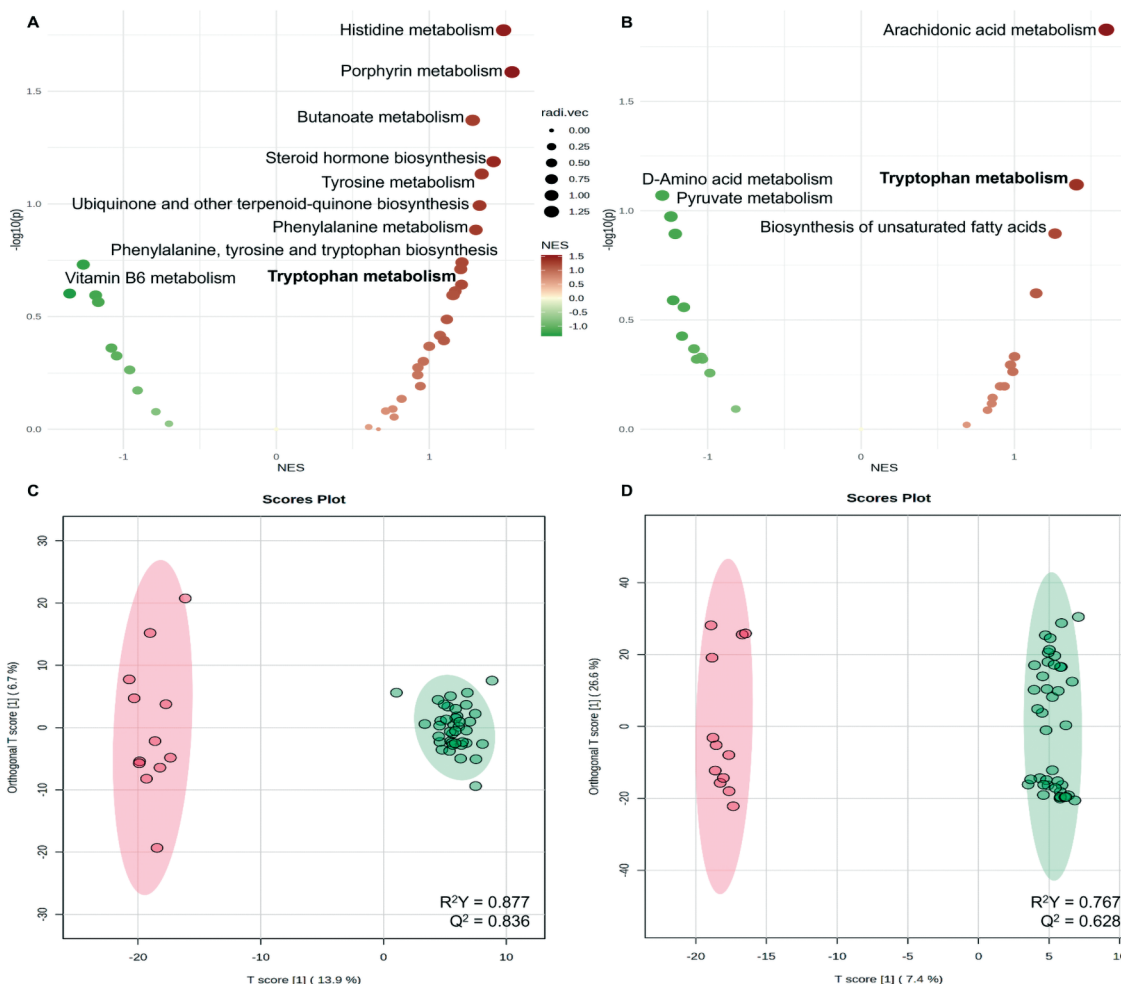 A
Histidine metabolism
Porphyrin metabolism
Butanoate metabolism
Steroid hormone biosynthesis
Tyrosine metabolism
Ubiquinone and other terpenoid-quinone biosynthesis
Phenylalanine metabolism
Phenylalanine, tyrosine and tryptophan biosynthesis
Tryptophan metabolism
Vitamin B6 metabolism
-log10(p)
1.5
1.0
0.5
0.0
-1
0
1
NES
radi.vec
0.00
0.25
0.50
0.75
1.00
1.25
NES
1.5
1.0
0.5
0.0
-0.5
-1.0
B
Arachidonic acid metabolism
D-Amino acid metabolism
Pyruvate metabolism
Tryptophan metabolism
Biosynthesis of unsaturated fatty acids
-log10(p)
1.5
1.0
0.5
0.0
-1
0
1
NES
C
Scores Plot
Orthogonal T score [1] ( 6.7 %)
30
20
10
0
-10
-20
-30
R²Y = 0.877
Q² = 0.836
-20
-10
0
10
T score [1] ( 13.9 %)
D
Scores Plot
Orthogonal T score [1] ( 26.6 %)
40
20
0
-20
-40
R²Y = 0.767
Q² = 0.628
-20
-15
-10
-5
0
5
10
T score [1] ( 7.4 %)